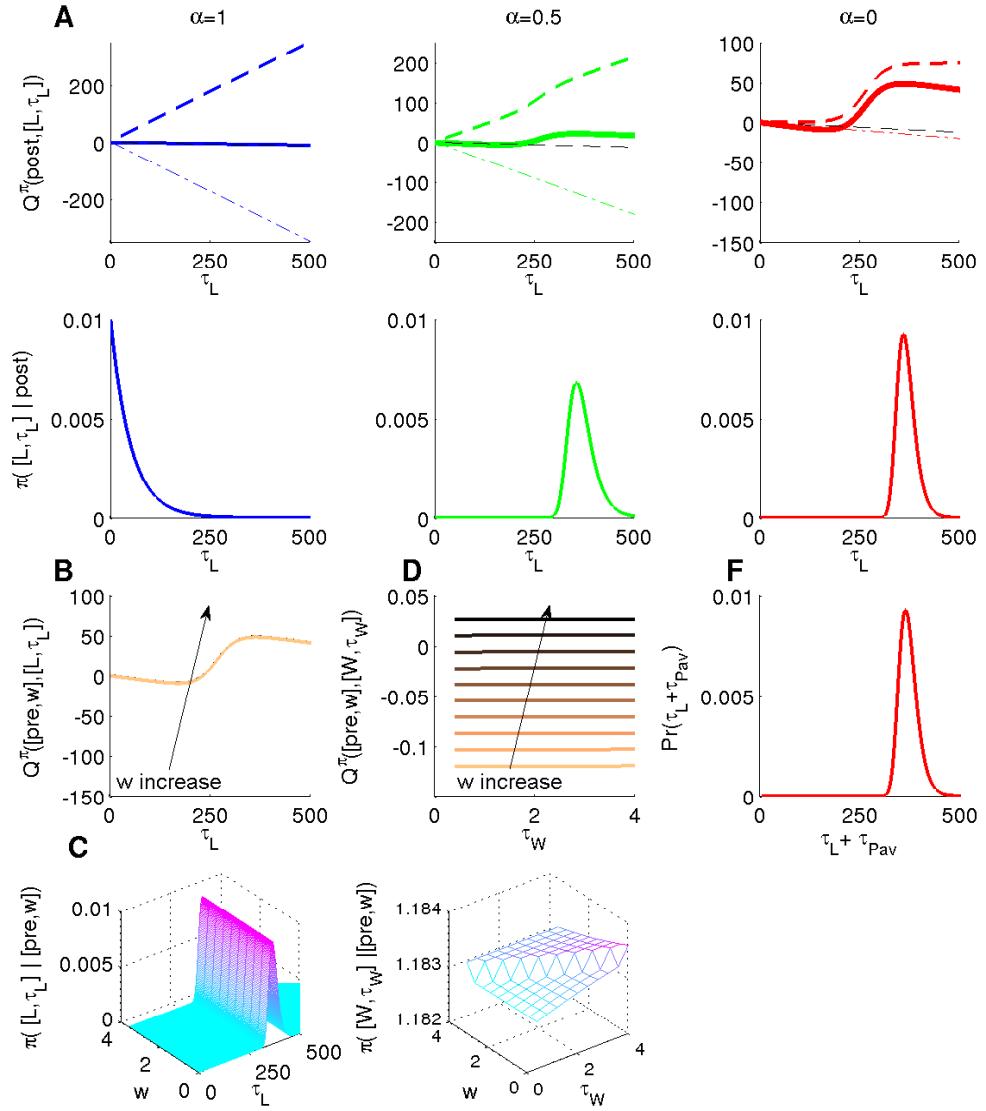 A
α=1
α=0.5
α=0
Q^π(post,[L,τ_L])
200
0
-200
0
250
500
τ_L
200
100
0
-100
-200
0
250
500
τ_L
100
50
0
-50
-100
-150
0
250
500
τ_L
π( [L,τ_L] | post)
0.01
0.005
0
0
250
500
τ_L
0.01
0.005
0
0
250
500
τ_L
0.01
0.005
0
0
250
500
τ_L
B
Q^π([pre,w],[L,τ_L])
100
50
0
-50
-100
-150
w increase
0
250
500
τ_L
D
Q^π([pre,w],[W,τ_W])
0.05
0
-0.05
-0.1
w increase
0
2
4
τ_W
F
Pr(τ_L+τ_Pav)
0.01
0.005
0
0
250
500
τ_L+ τ_Pav
C
π( [L,τ_L] | [pre,w])
0.01
0.005
0
4
2
0
w
0
250
500
τ_L
π( [W,τ_W] |[pre,w])
1.184
1.183
1.182
4
2
0
w
0
2
4
τ_W